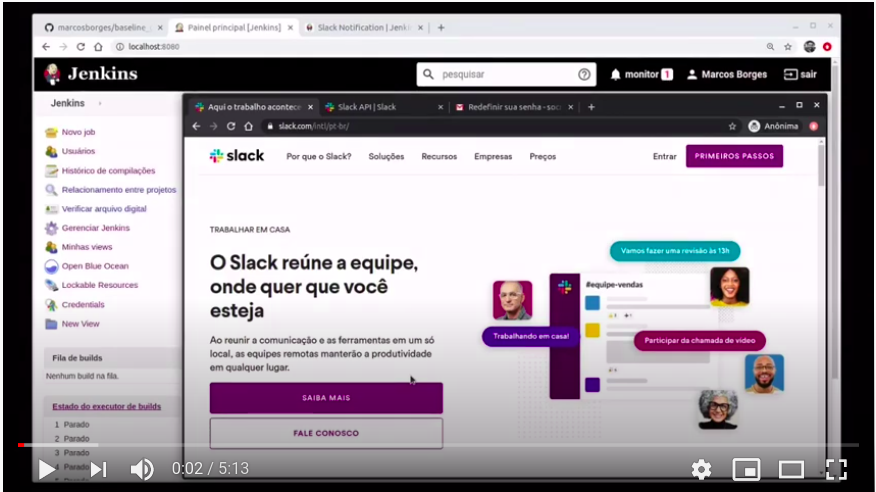 marcosborges/baseline_
Painel principal [Jenkins]
Slack Notification | Jenki
localhost:8080
Jenkins
pesquisar
monitor 1
Marcos Borges
sair
Jenkins
Novo job
Usuários
Histórico de compilações
Relacionamento entre projetos
Verificar arquivo digital
Gerenciar Jenkins
Minhas views
Open Blue Ocean
Lockable Resources
Credentials
New View
Fila de builds
Nenhum build na fila.
Estado do executor de builds
1 Parado
2 Parado
3 Parado
4 Parado
Aqui o trabalho acontece
Slack API | Slack
Redefinir sua senha - soc
slack.com/intl/pt-br/
Anônima
slack
Por que o Slack?
Soluções
Recursos
Empresas
Preços
Entrar
PRIMEIROS PASSOS
TRABALHAR EM CASA
O Slack reúne a equipe,
onde quer que você
esteja
Ao reunir a comunicação e as ferramentas em um só
local, as equipes remotas manterão a produtividade
em qualquer lugar.
SAIBA MAIS
FALE CONOSCO
Vamos fazer uma revisão às 13h
#equipe-vendas
Trabalhando em casa!
Participar da chamada de vídeo
0:02 / 5:13